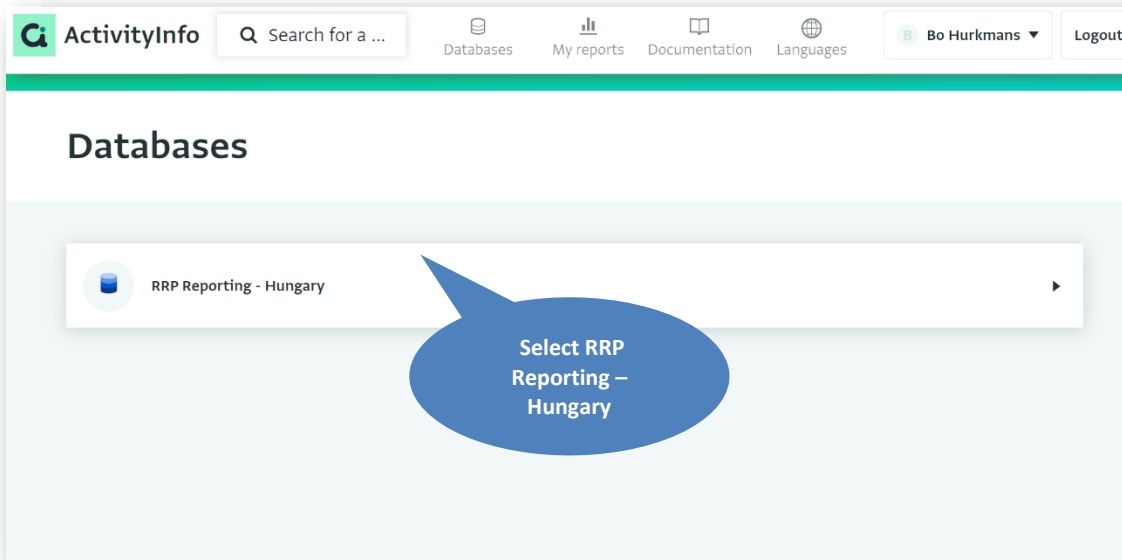 ActivityInfo
Search for a ...
Databases
My reports
Documentation
Languages
B
Bo Hurkmans
Logout
Databases
RRP Reporting - Hungary
Select RRP
Reporting –
Hungary